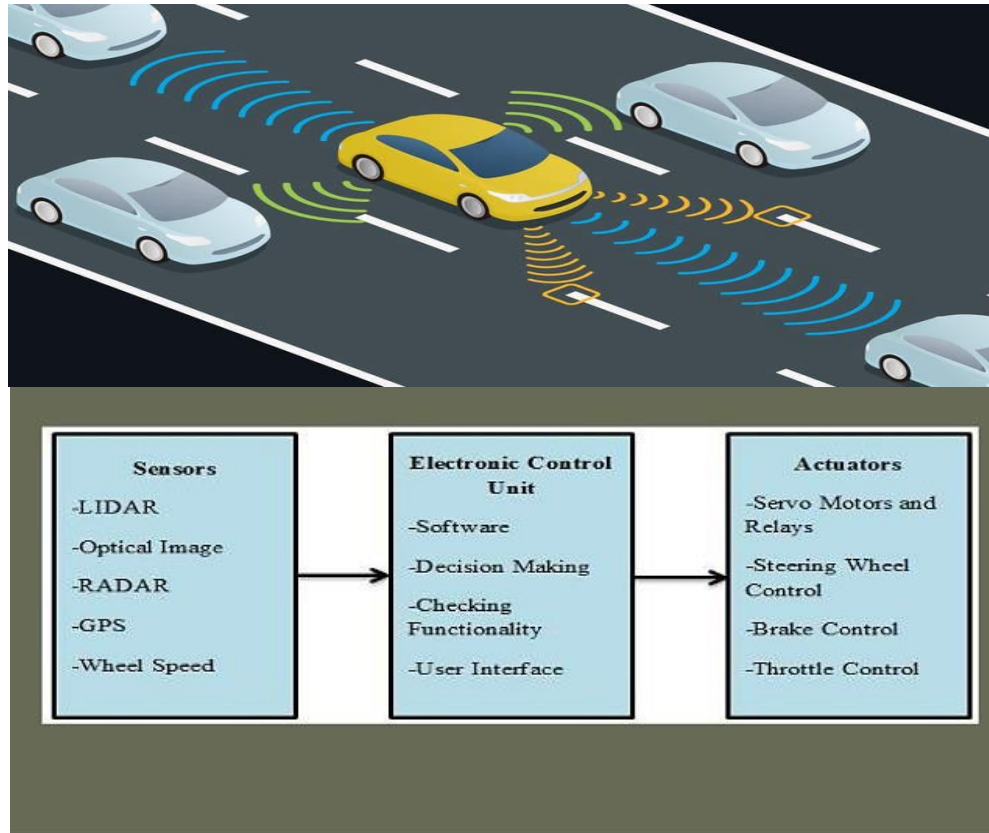 Sensors
-LIDAR
-Optical Image
-RADAR
-GPS
-Wheel Speed
Electronic Control
Unit
-Software
-Decision Making
-Checking
Functionality
-User Interface
Actuators
-Servo Motors and
Relays
-Steering Wheel
Control
-Brake Control
-Throttle Control